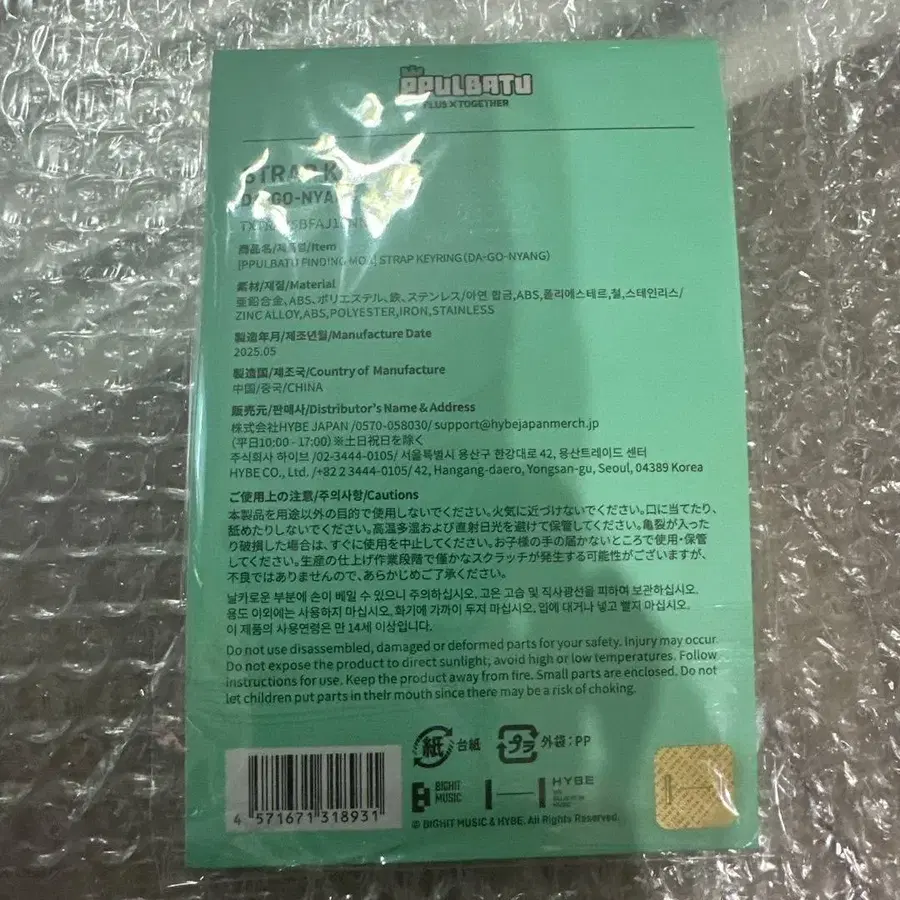 PPULBATU
PLUS X TOGETHER
STRAP
DA-GO-NYANG
商品名/제품명/Item
[PPULBATU FIND!NG MOA] STRAP KEYRING(DA-GO-NYANG)
素材/재질/Material
亜鉛合金、ABS、ポリエステル、鉄、ステンレス/아연 합금,ABS,폴리에스테르,철,스테인리스/
ZINC ALLOY,ABS,POLYESTER,IRON,STAINLESS
製造年月/제조년월/Manufacture Date
2025.05
製造国/제조국/Country of Manufacture
中国/중국/CHINA
販売元/판매사/Distributor's Name & Address
株式会社HYBE JAPAN /0570-058030/ support@hybejapanmerch.jp
(平日10:00 - 17:00) ※土日祝日を除く
주식회사 하이브 /02-3444-0105/ 서울특별시 용산구 한강대로 42, 용산트레이드 센터
HYBE CO., Ltd. /+82 2 3444-0105/ 42, Hangang-daero, Yongsan-gu, Seoul, 04389 Korea
ご使用上の注意/주의사항/Cautions
本製品を用途以外の目的で使用しないでください。火気に近づけないでください。口に当てたり、
舐めたりしないでください。高温多湿および直射日光を避けて保管してください。亀裂が入った
り破損した場合は、すぐに使用を中止してください。お子様の手の届かないところで使用・保管
してください。生産の仕上げ作業段階で僅かなスクラッチが発生する可能性がございますが、
不良ではありませんので、あらかじめご了承ください。
날카로운 부분에 손이 베일 수 있으니 주의하십시오. 고온 고습 및 직사광선을 피하여 보관하십시오.
용도 이외에는 사용하지 마십시오. 화기에 가까이 두지 마십시오. 입에 대거나 넣고 빨지 마십시오.
이 제품의 사용연령은 만 14세 이상입니다.
Do not use disassembled, damaged or deformed parts for your safety. Injury may occur.
Do not expose the product to direct sunlight; avoid high or low temperatures. Follow
instructions for use. Keep the product away from fire. Small parts are enclosed. Do not
let children put parts in their mouth since there may be a risk of choking.
紙 台紙 プラ 外袋：PP
4 571671 318931
BIGHIT
MUSIC
HYBE
© BIGHIT MUSIC & HYBE. All Rights Reserved.